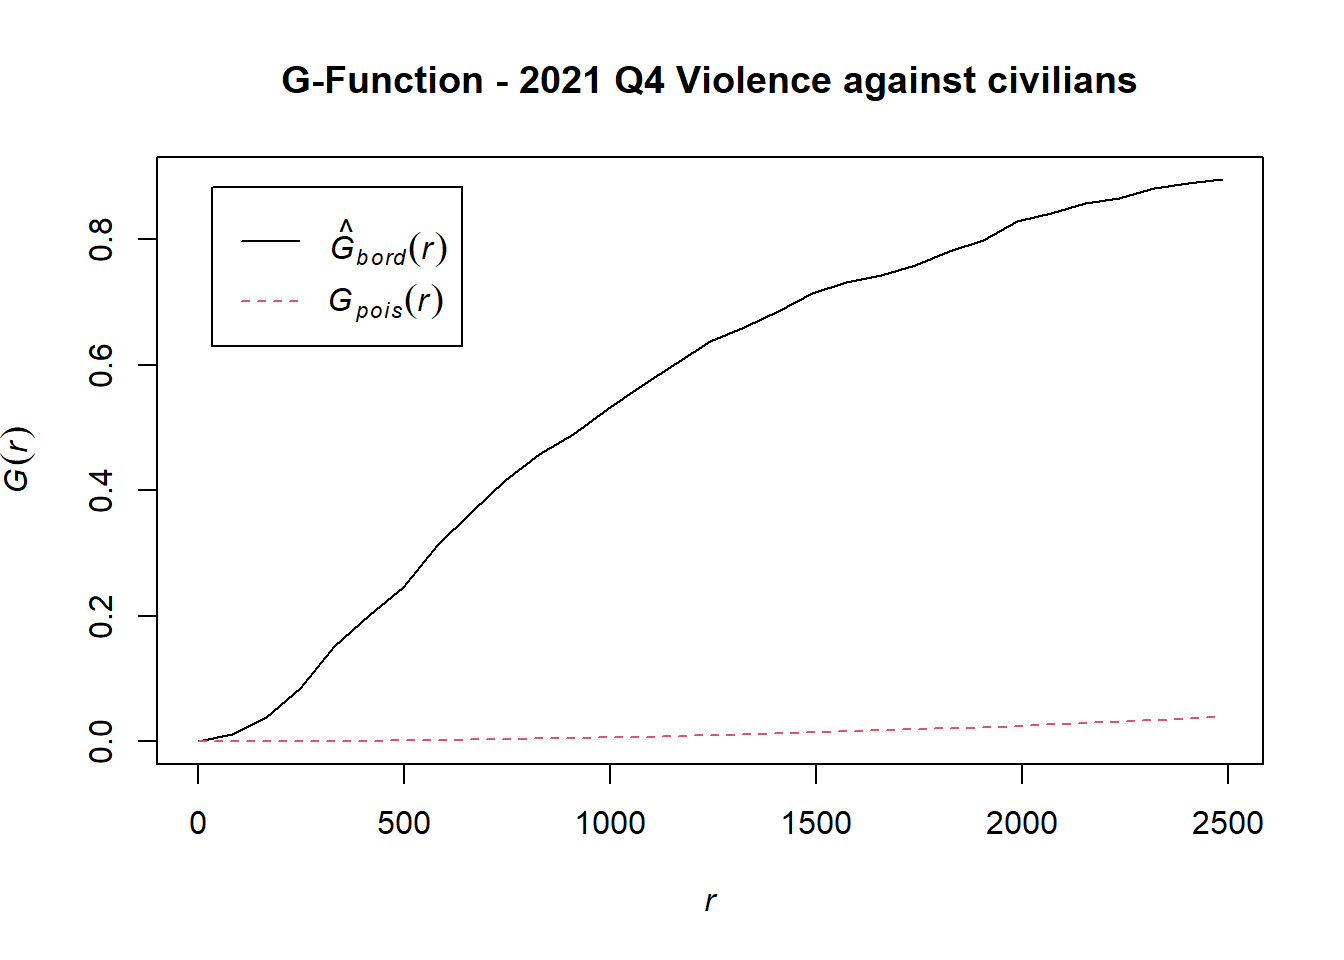 G-Function - 2021 Q4 Violence against civilians
Ĝbord(r)
Gpois(r)
G(r)
0.8
0.6
0.4
0.2
0.0
0 500 1000 1500 2000 2500
r